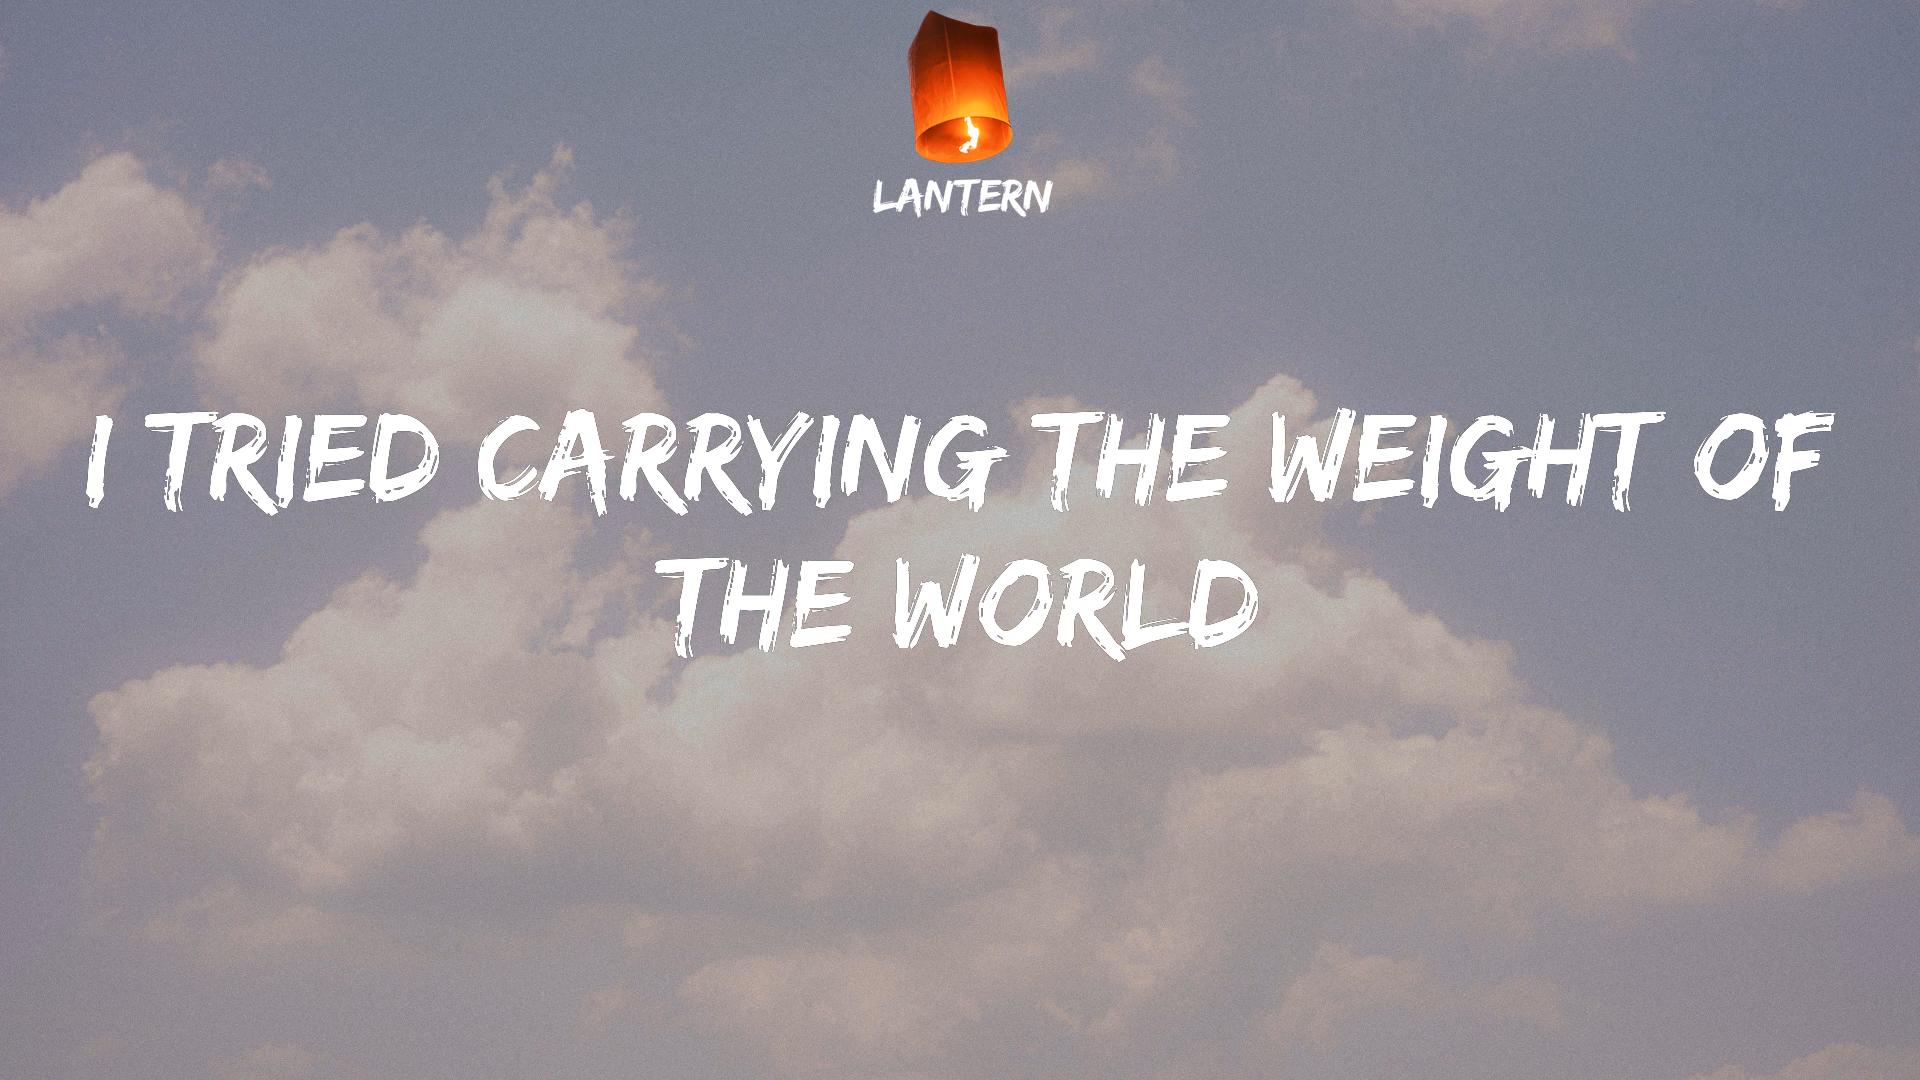 LANTERN
I TRIED CARRYING THE WEIGHT OF
THE WORLD